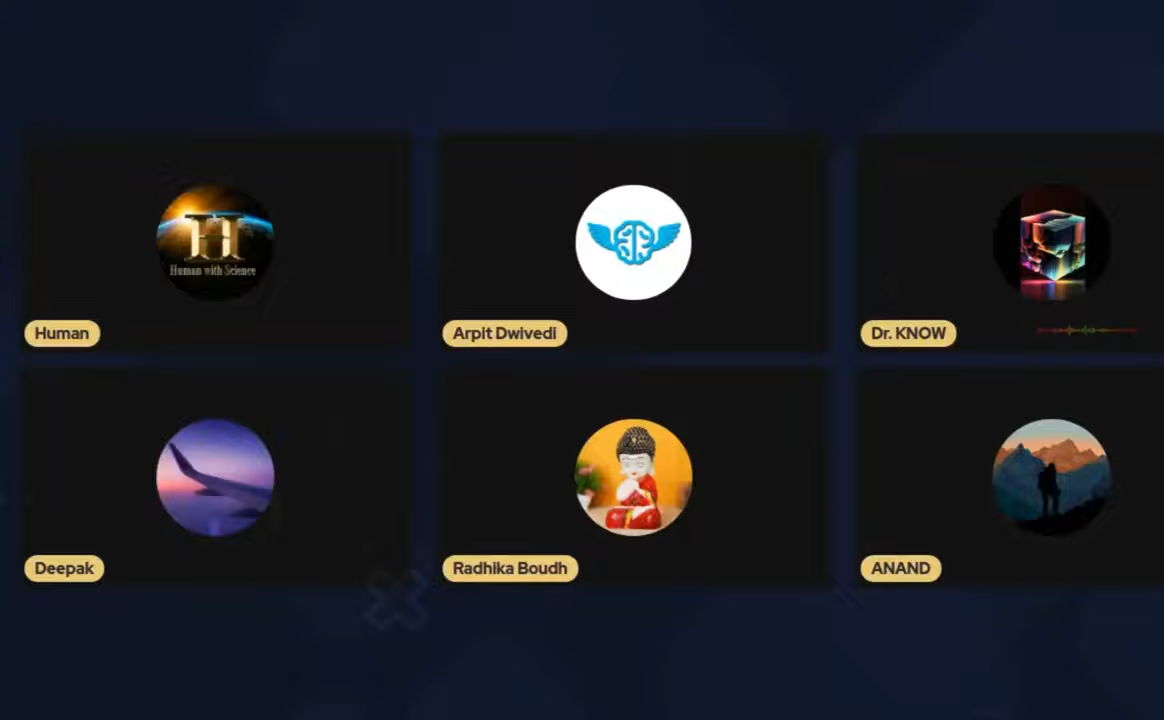 H
Human with Science
Human
Arpit Dwivedi
Dr. KNOW
Deepak
Radhika Boudh
ANAND